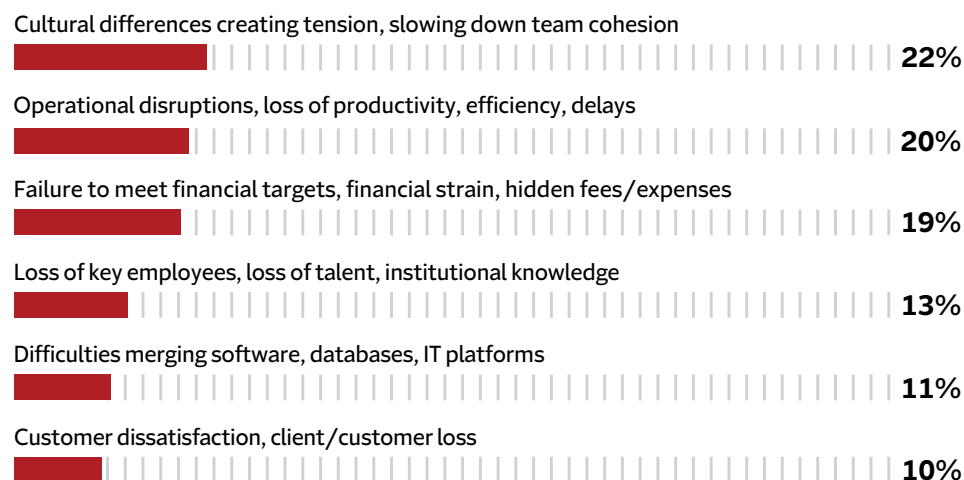 Cultural differences creating tension, slowing down team cohesion
22%
Operational disruptions, loss of productivity, efficiency, delays
20%
Failure to meet financial targets, financial strain, hidden fees/expenses
19%
Loss of key employees, loss of talent, institutional knowledge
13%
Difficulties merging software, databases, IT platforms
11%
Customer dissatisfaction, client/customer loss
10%